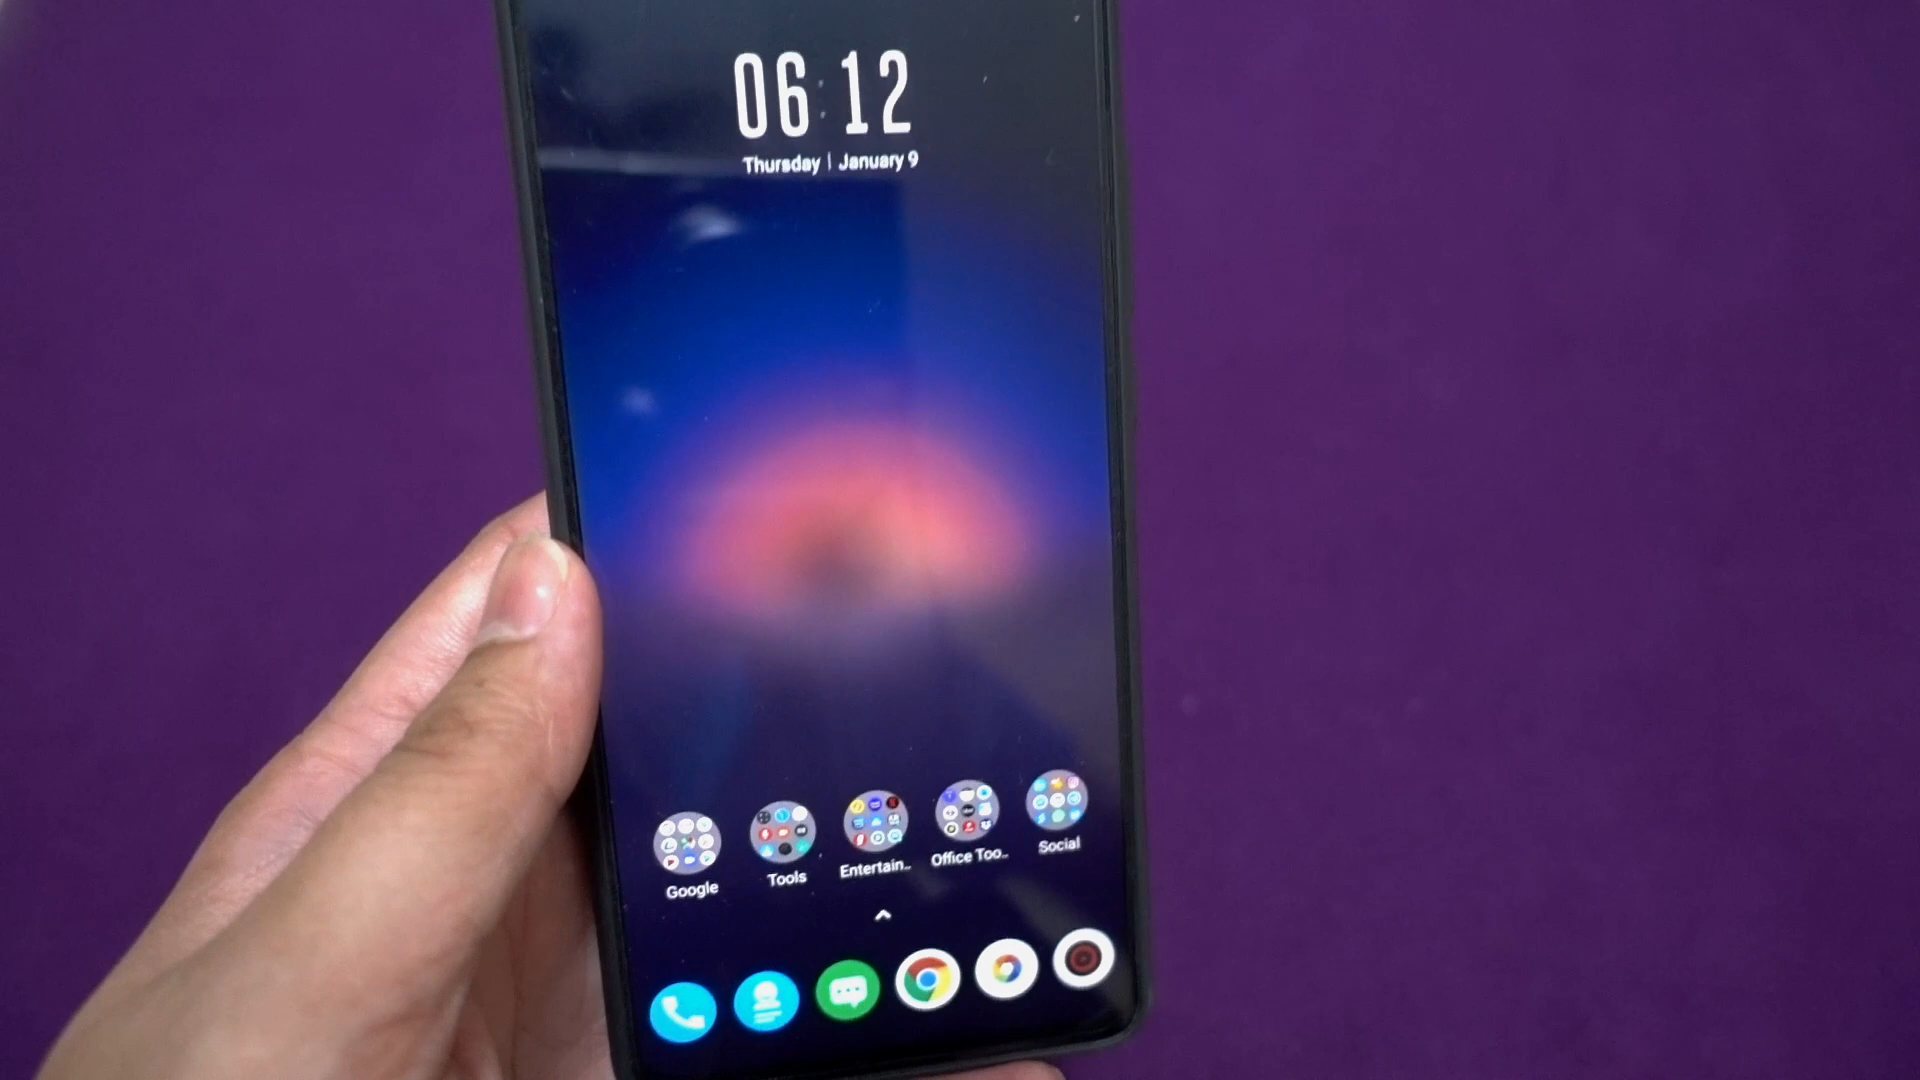 06:12
Thursday | January 9
Google
Tools
Entertain..
Office Too..
Social